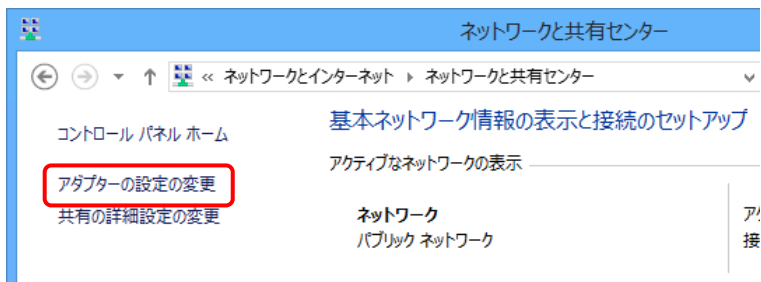 ネットワークと共有センター
« ネットワークとインターネット ▸ ネットワークと共有センター
コントロール パネル ホーム
アダプターの設定の変更
共有の詳細設定の変更
基本ネットワーク情報の表示と接続のセットアップ
アクティブなネットワークの表示
ネットワーク
パブリック ネットワーク
接